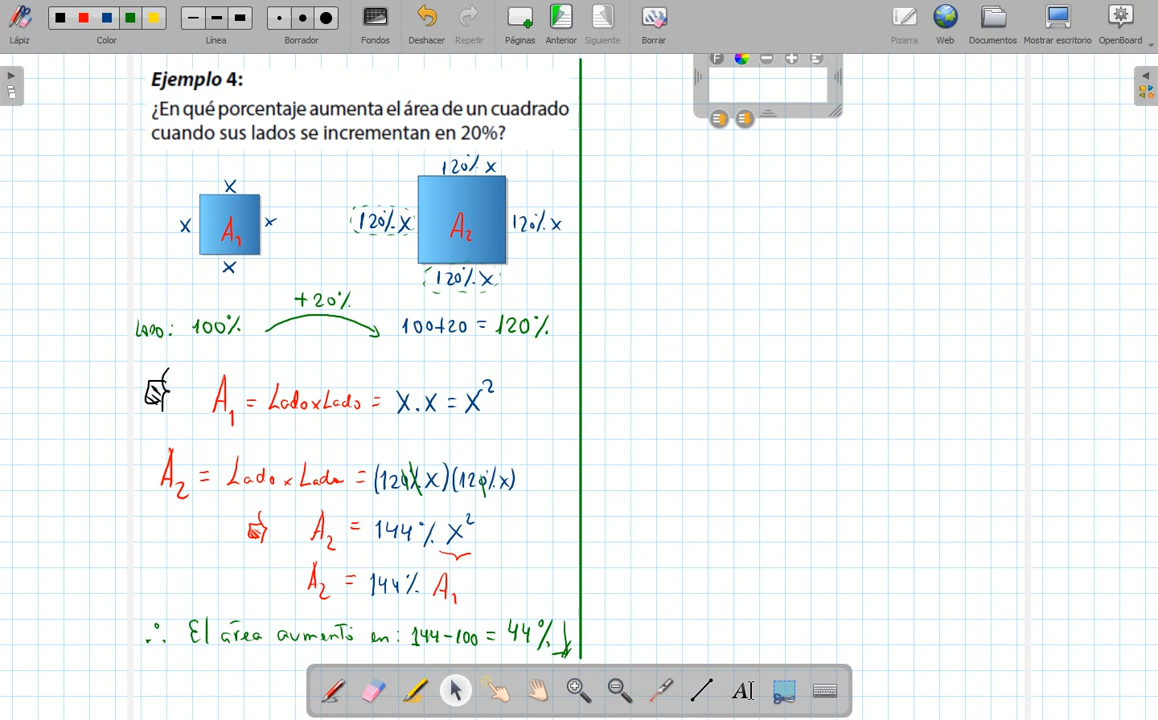 Lápiz
Color
Línea
Borrador
Fondos
Deshacer
Repetir
Páginas
Anterior
Siguiente
Borrar
Pizarra
Web
Documentos
Mostrar escritorio
OpenBoard
F
Ejemplo 4:
¿En qué porcentaje aumenta el área de un cuadrado
cuando sus lados se incrementan en 20%?
x
x A₁ x
x
120% x
120% x A₂ 120% x
120% x
+20%
LADO: 100% 100+20 = 120%
A₁ = Lado x Lado = x . x = x²
A₂ = Lado x Lado = (120% x)(120% x)
A₂ = 144% x²
A₂ = 144% A₁
∴ El área aumento en: 144-100 = 44%